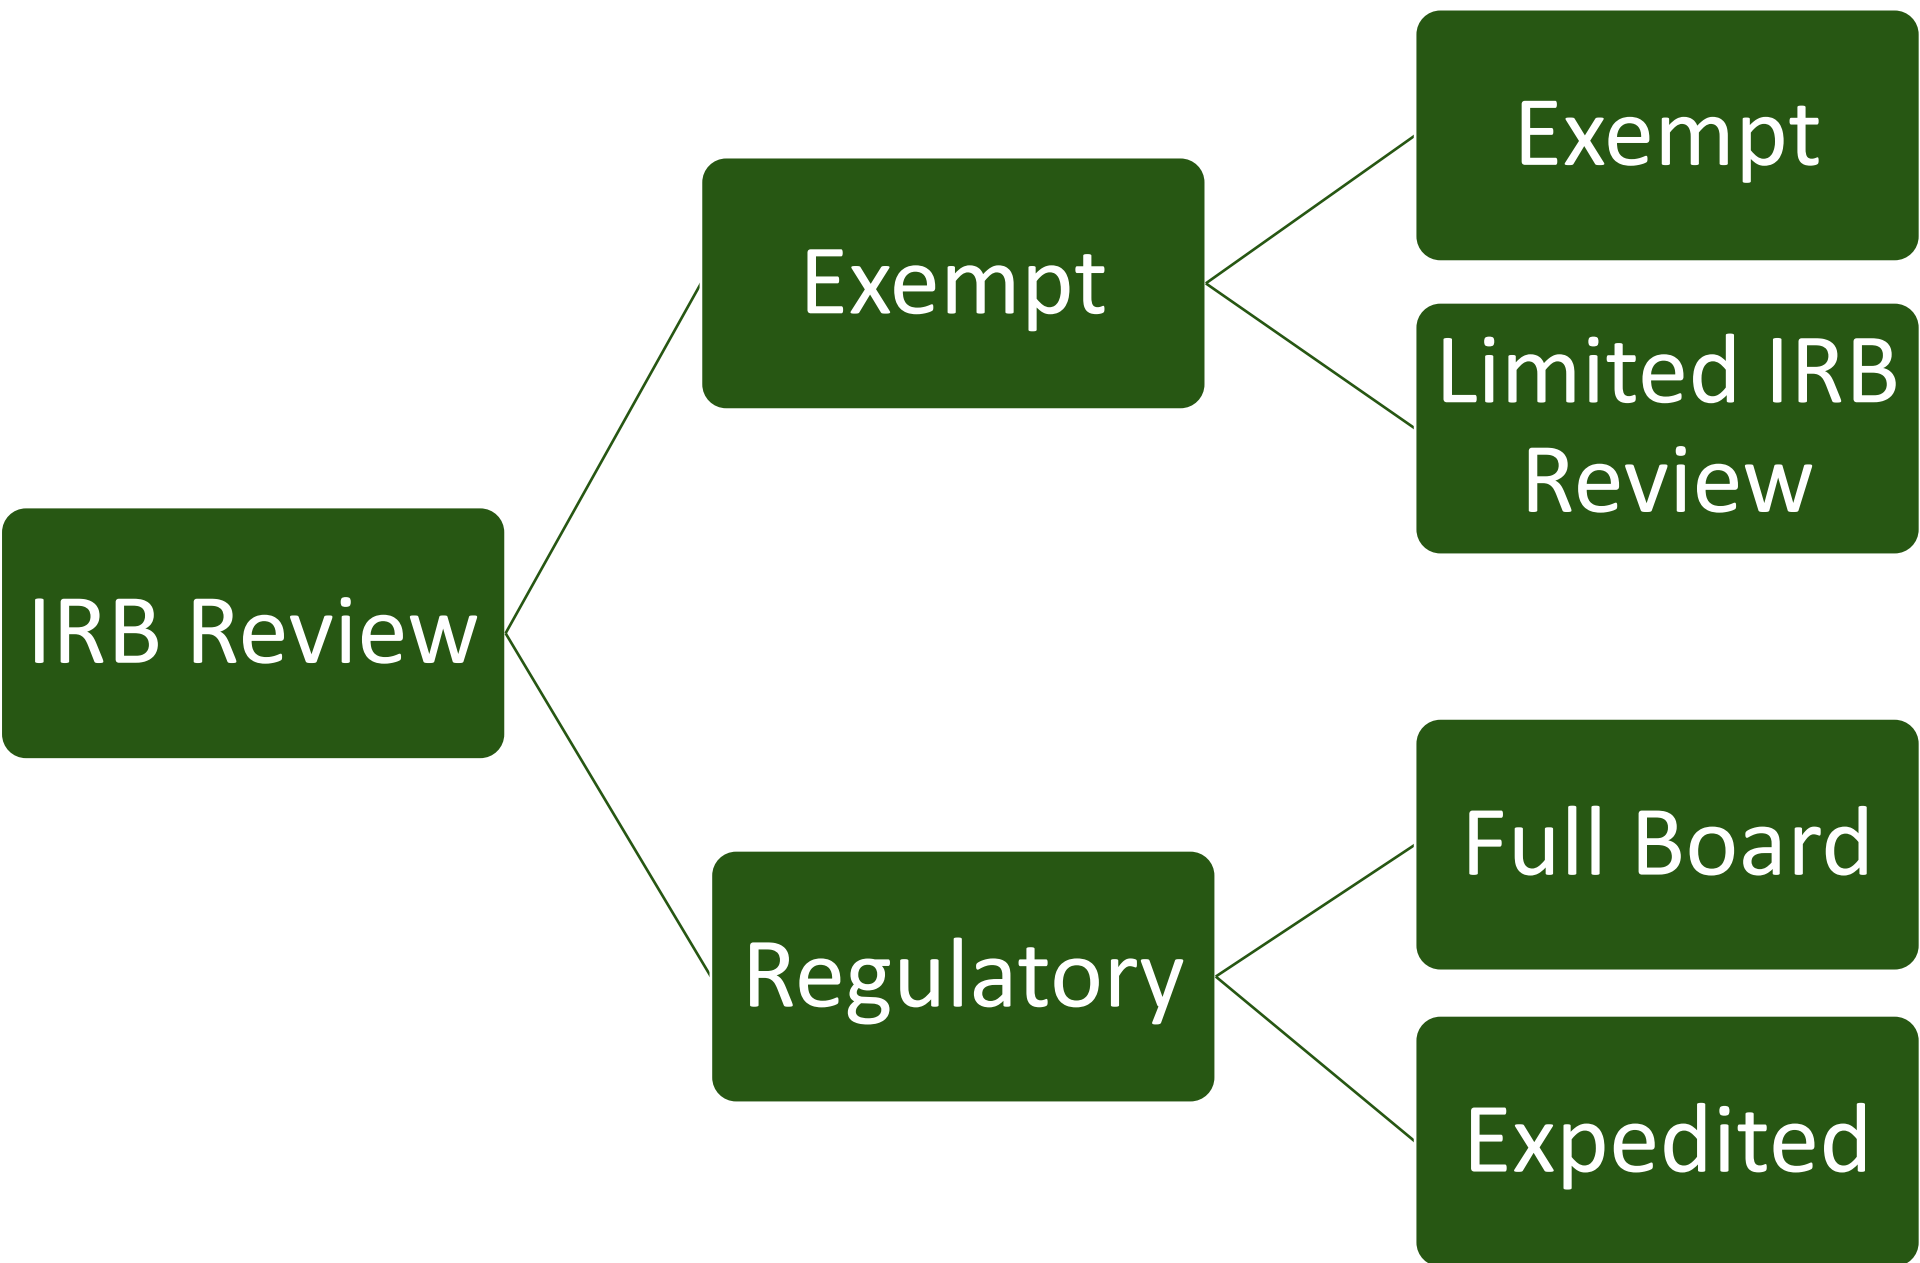 IRB Review
Exempt
Exempt
Limited IRB
Review
Regulatory
Full Board
Expedited